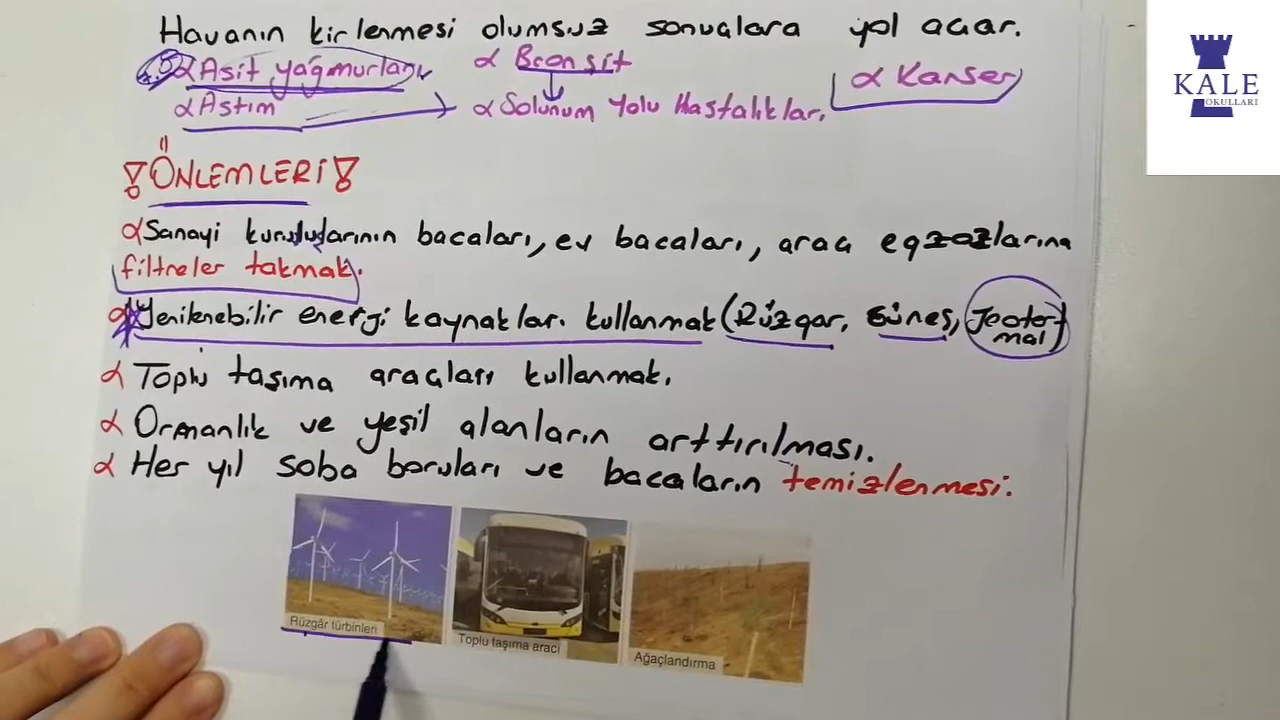 Havanın kirlenmesi olumsuz sonuçlara yol açar.
α Asit yağmurları α Bronşit α Kanser
α Astım α Solunum Yolu Hastalıkları.
! ÖNLEMLERİ !
α Sanayi kuruluşlarının bacaları, ev bacaları, araç egzozlarına
filtreler takmak.
α Yenilenebilir energi kaynakları kullanmak (Rüzgar, Güneş, Jeotermal)
α Toplu taşıma araçları kullanmak.
α Ormanlık ve yeşil alanların arttırılması.
α Her yıl soba boruları ve bacaların temizlenmesi.
Rüzgâr türbinleri
Toplu taşıma aracı
Ağaçlandırma
KALE
OKULLARI